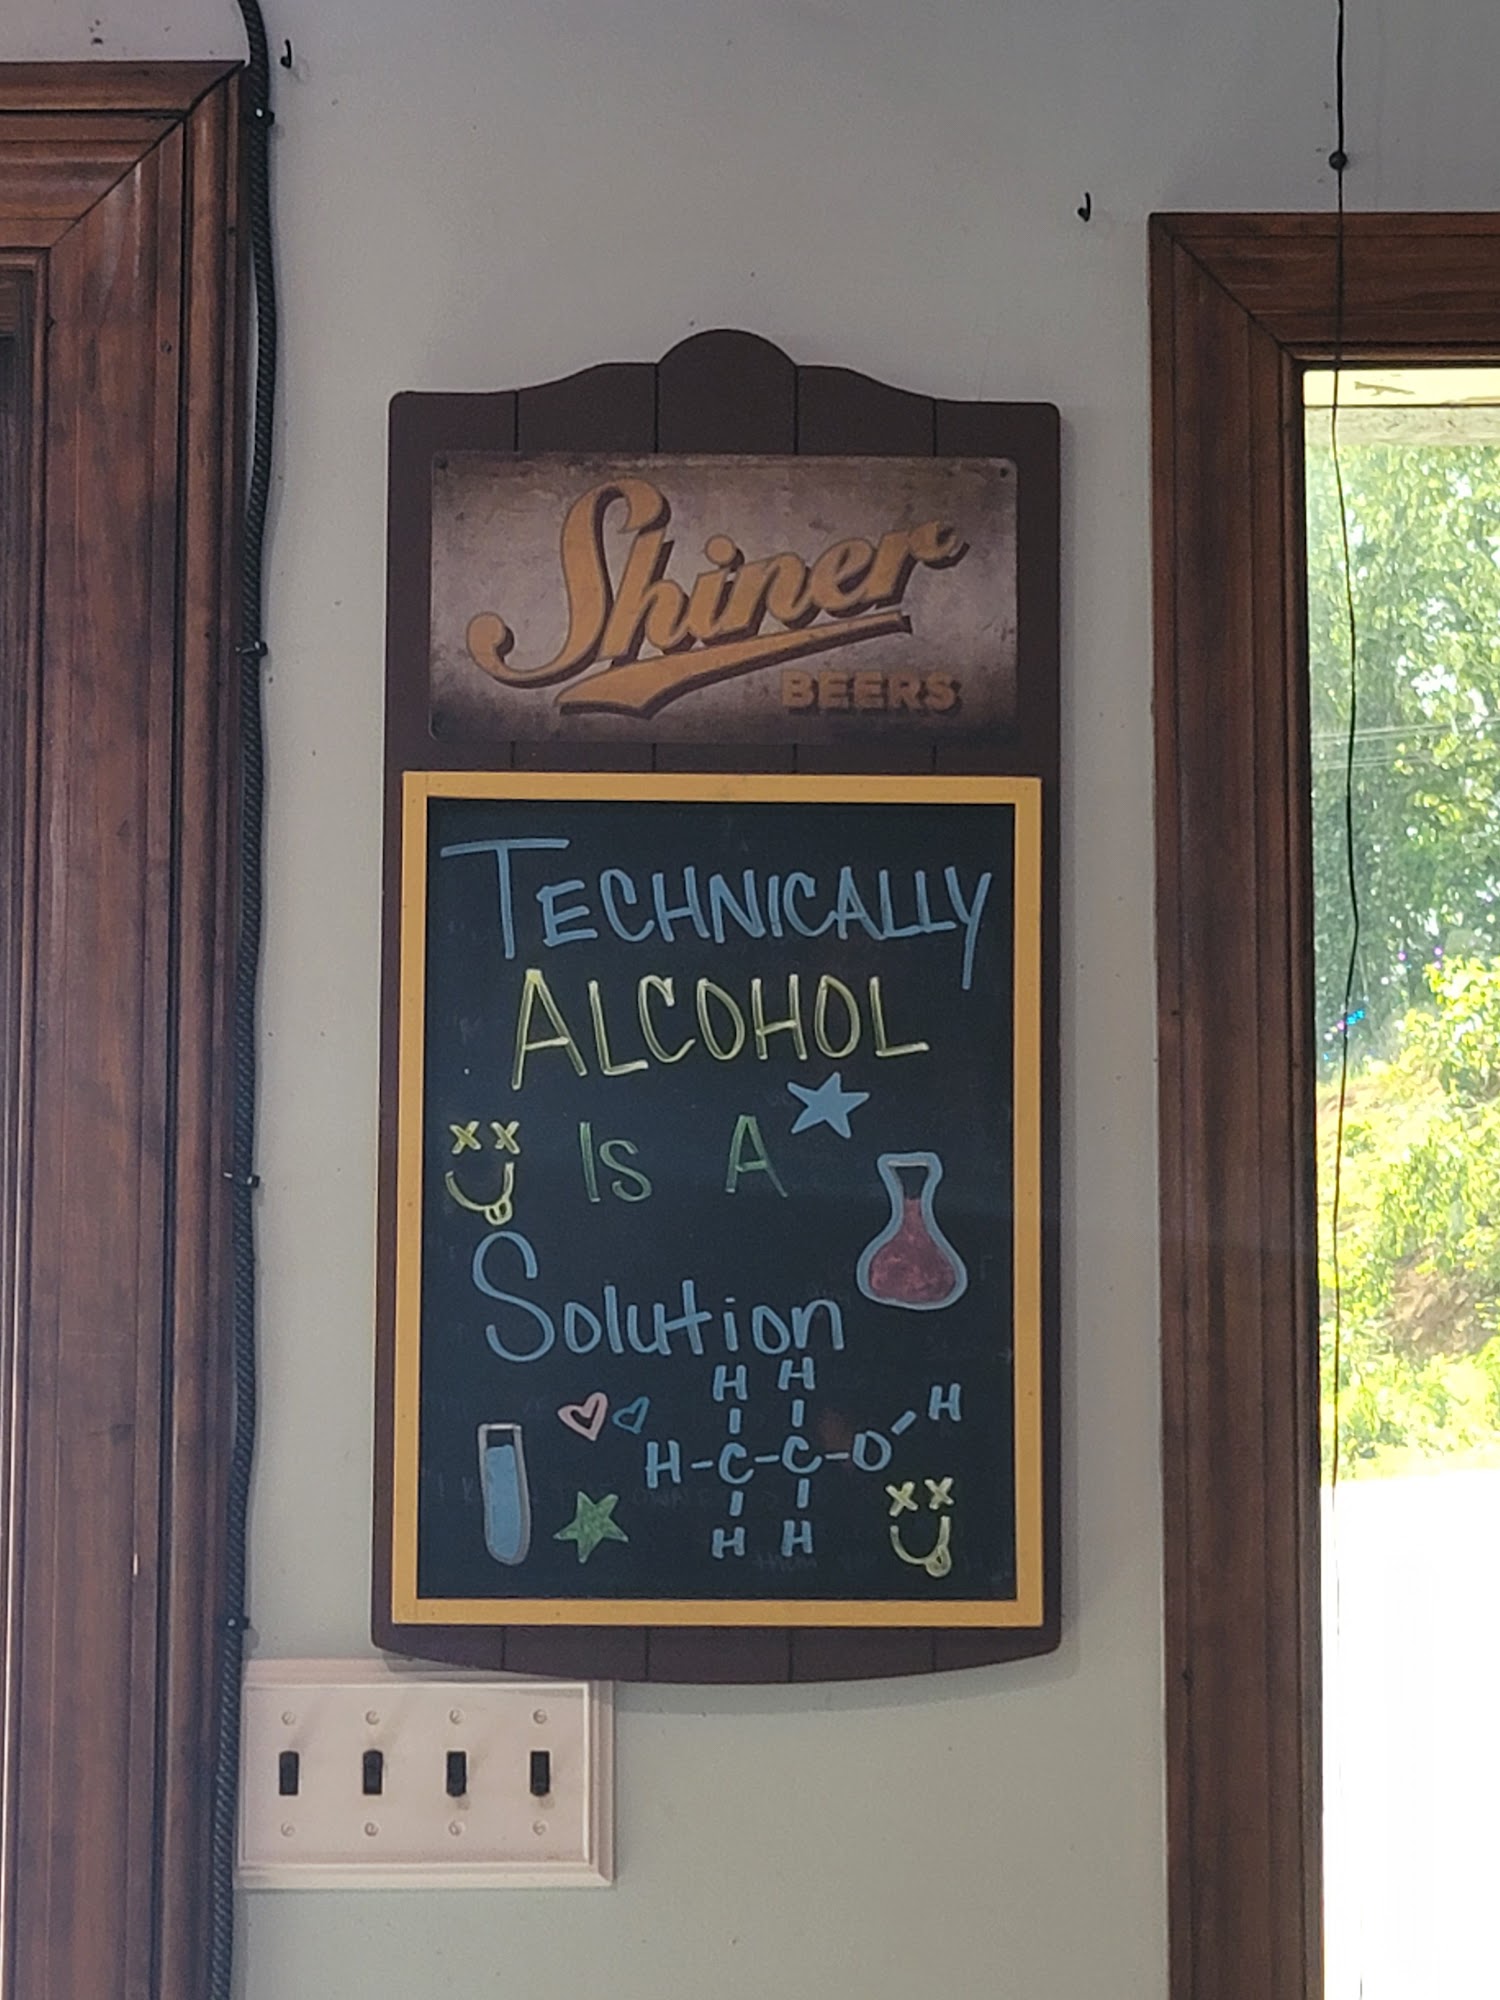 Shiner
BEERS
TECHNICALLY
ALCOHOL
IS A
Solution
H H
H-C-C-O-H
H H